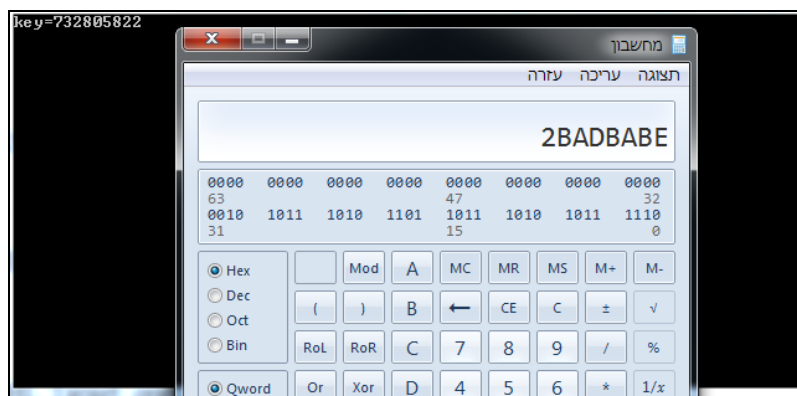 key=732805822
מחשבון
תצוגה עריכה עזרה
2BADBABE
0000 0000 0000 0000 0000 0000 0000 0000
63 47 32
0010 1011 1010 1101 1011 1010 1011 1110
31 15 0
Hex Mod A MC MR MS M+ M-
Dec ( ) B ← CE C ± √
Oct
Bin RoL RoR C 7 8 9 / %
Qword Or Xor D 4 5 6 * 1/x